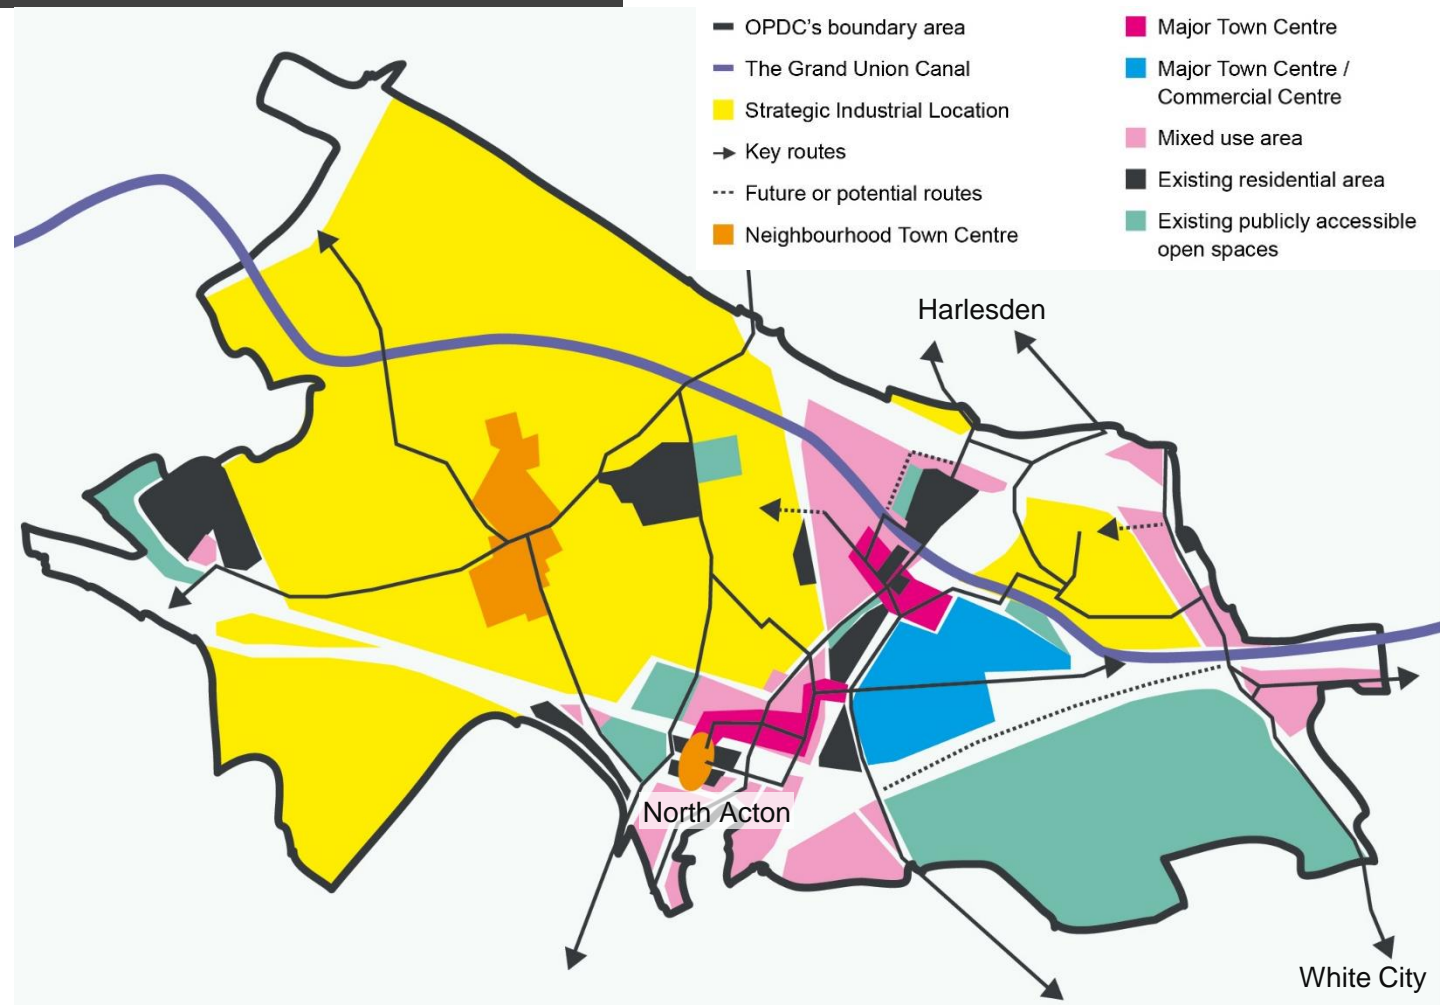 OPDC's boundary area
The Grand Union Canal
Strategic Industrial Location
Key routes
Future or potential routes
Neighbourhood Town Centre
Major Town Centre
Major Town Centre /
Commercial Centre
Mixed use area
Existing residential area
Existing publicly accessible
open spaces
Harlesden
North Acton
White City